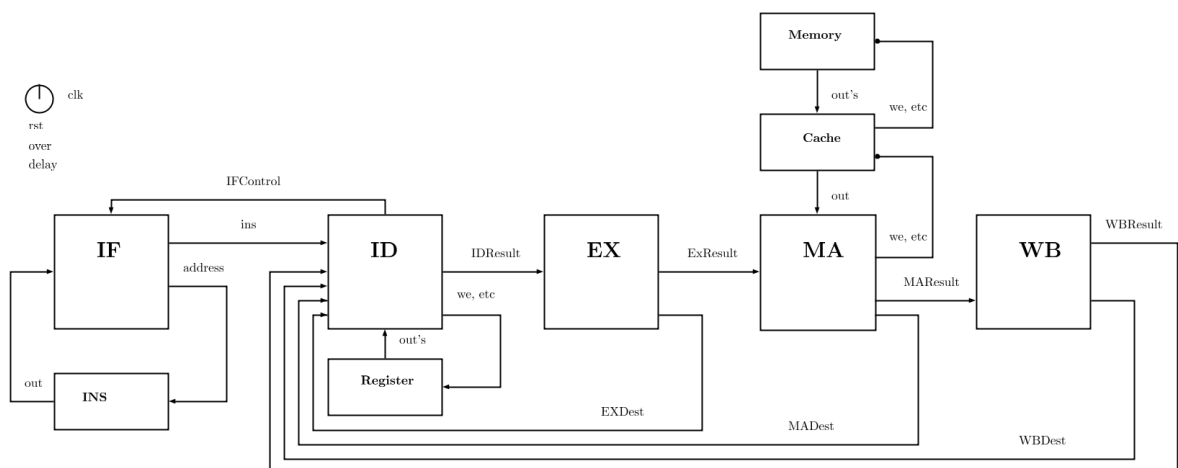 Memory
clk
out's
we, etc
rst
Cache
over
delay
IFControl
out
ins
WBResult
IF
ID
EX
MA
WB
we, etc
address
IDResult
ExResult
MAResult
we, etc
out's
out
INS
Register
EXDest
MADest
WBDest